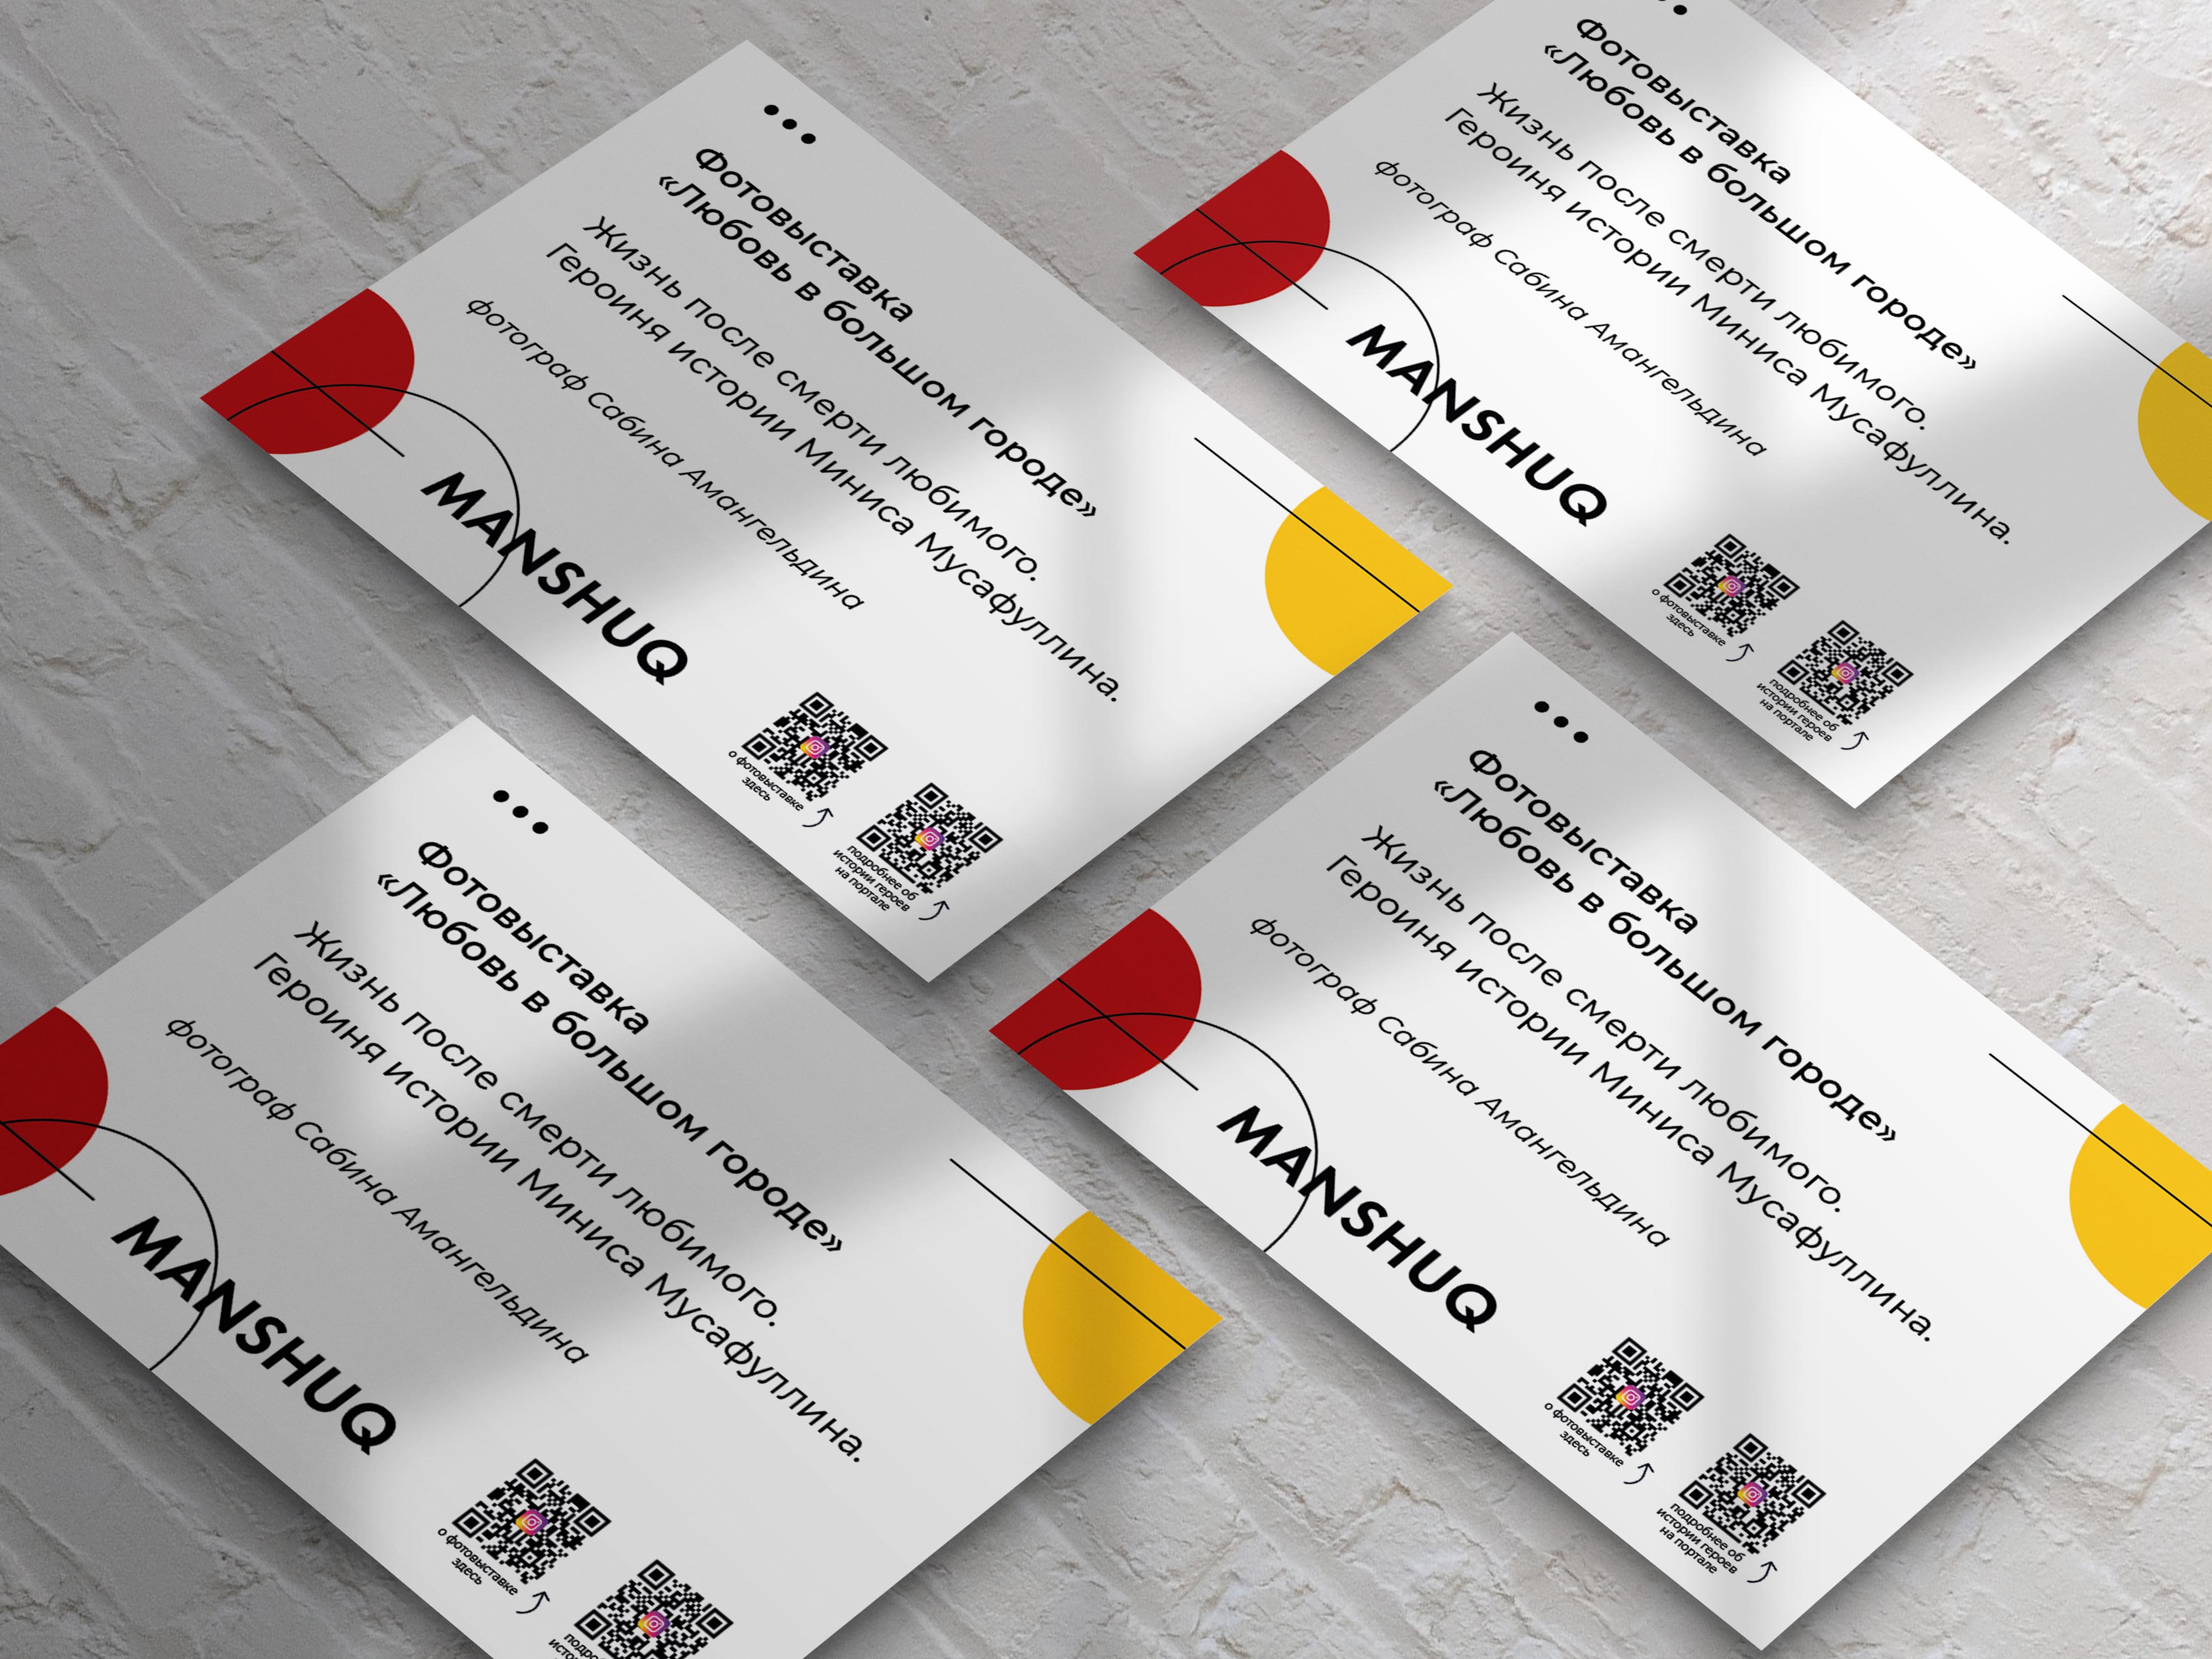 Фотовыставка
«Любовь в большом городе»
Жизнь после смерти любимого.
Героиня истории Миниса Мусафуллина.
фотограф Сабина Амангельдина
MANSHUQ
о фотовыставке
здесь
подробнее об
истории героев
на портале
Фотовыставка
«Любовь в большом городе»
Жизнь после смерти любимого.
Героиня истории Миниса Мусафуллина.
фотограф Сабина Амангельдина
MANSHUQ
о фотовыставке
здесь
подробнее об
истории героев
на портале
Фотовыставка
«Любовь в большом городе»
Жизнь после смерти любимого.
Героиня истории Миниса Мусафуллина.
фотограф Сабина Амангельдина
MANSHUQ
о фотовыставке
здесь
Фотовыставка
«Любовь в большом городе»
Жизнь после смерти любимого.
Героиня истории Миниса Мусафуллина.
фотограф Сабина Амангельдина
MANSHUQ
о фотовыставке
здесь
подробнее об
истории героев
на портале